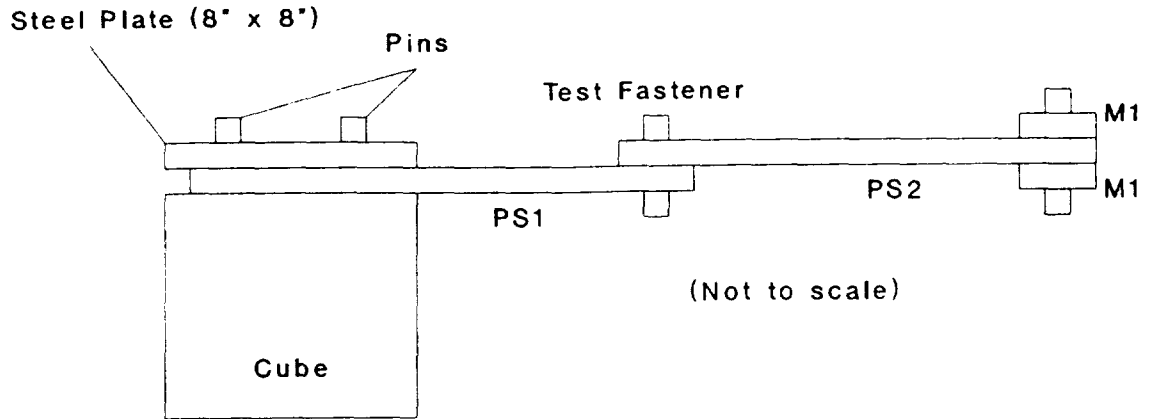 Steel Plate (8" x 8")
Pins
Test Fastener
M1
M1
PS1
PS2
(Not to scale)
Cube